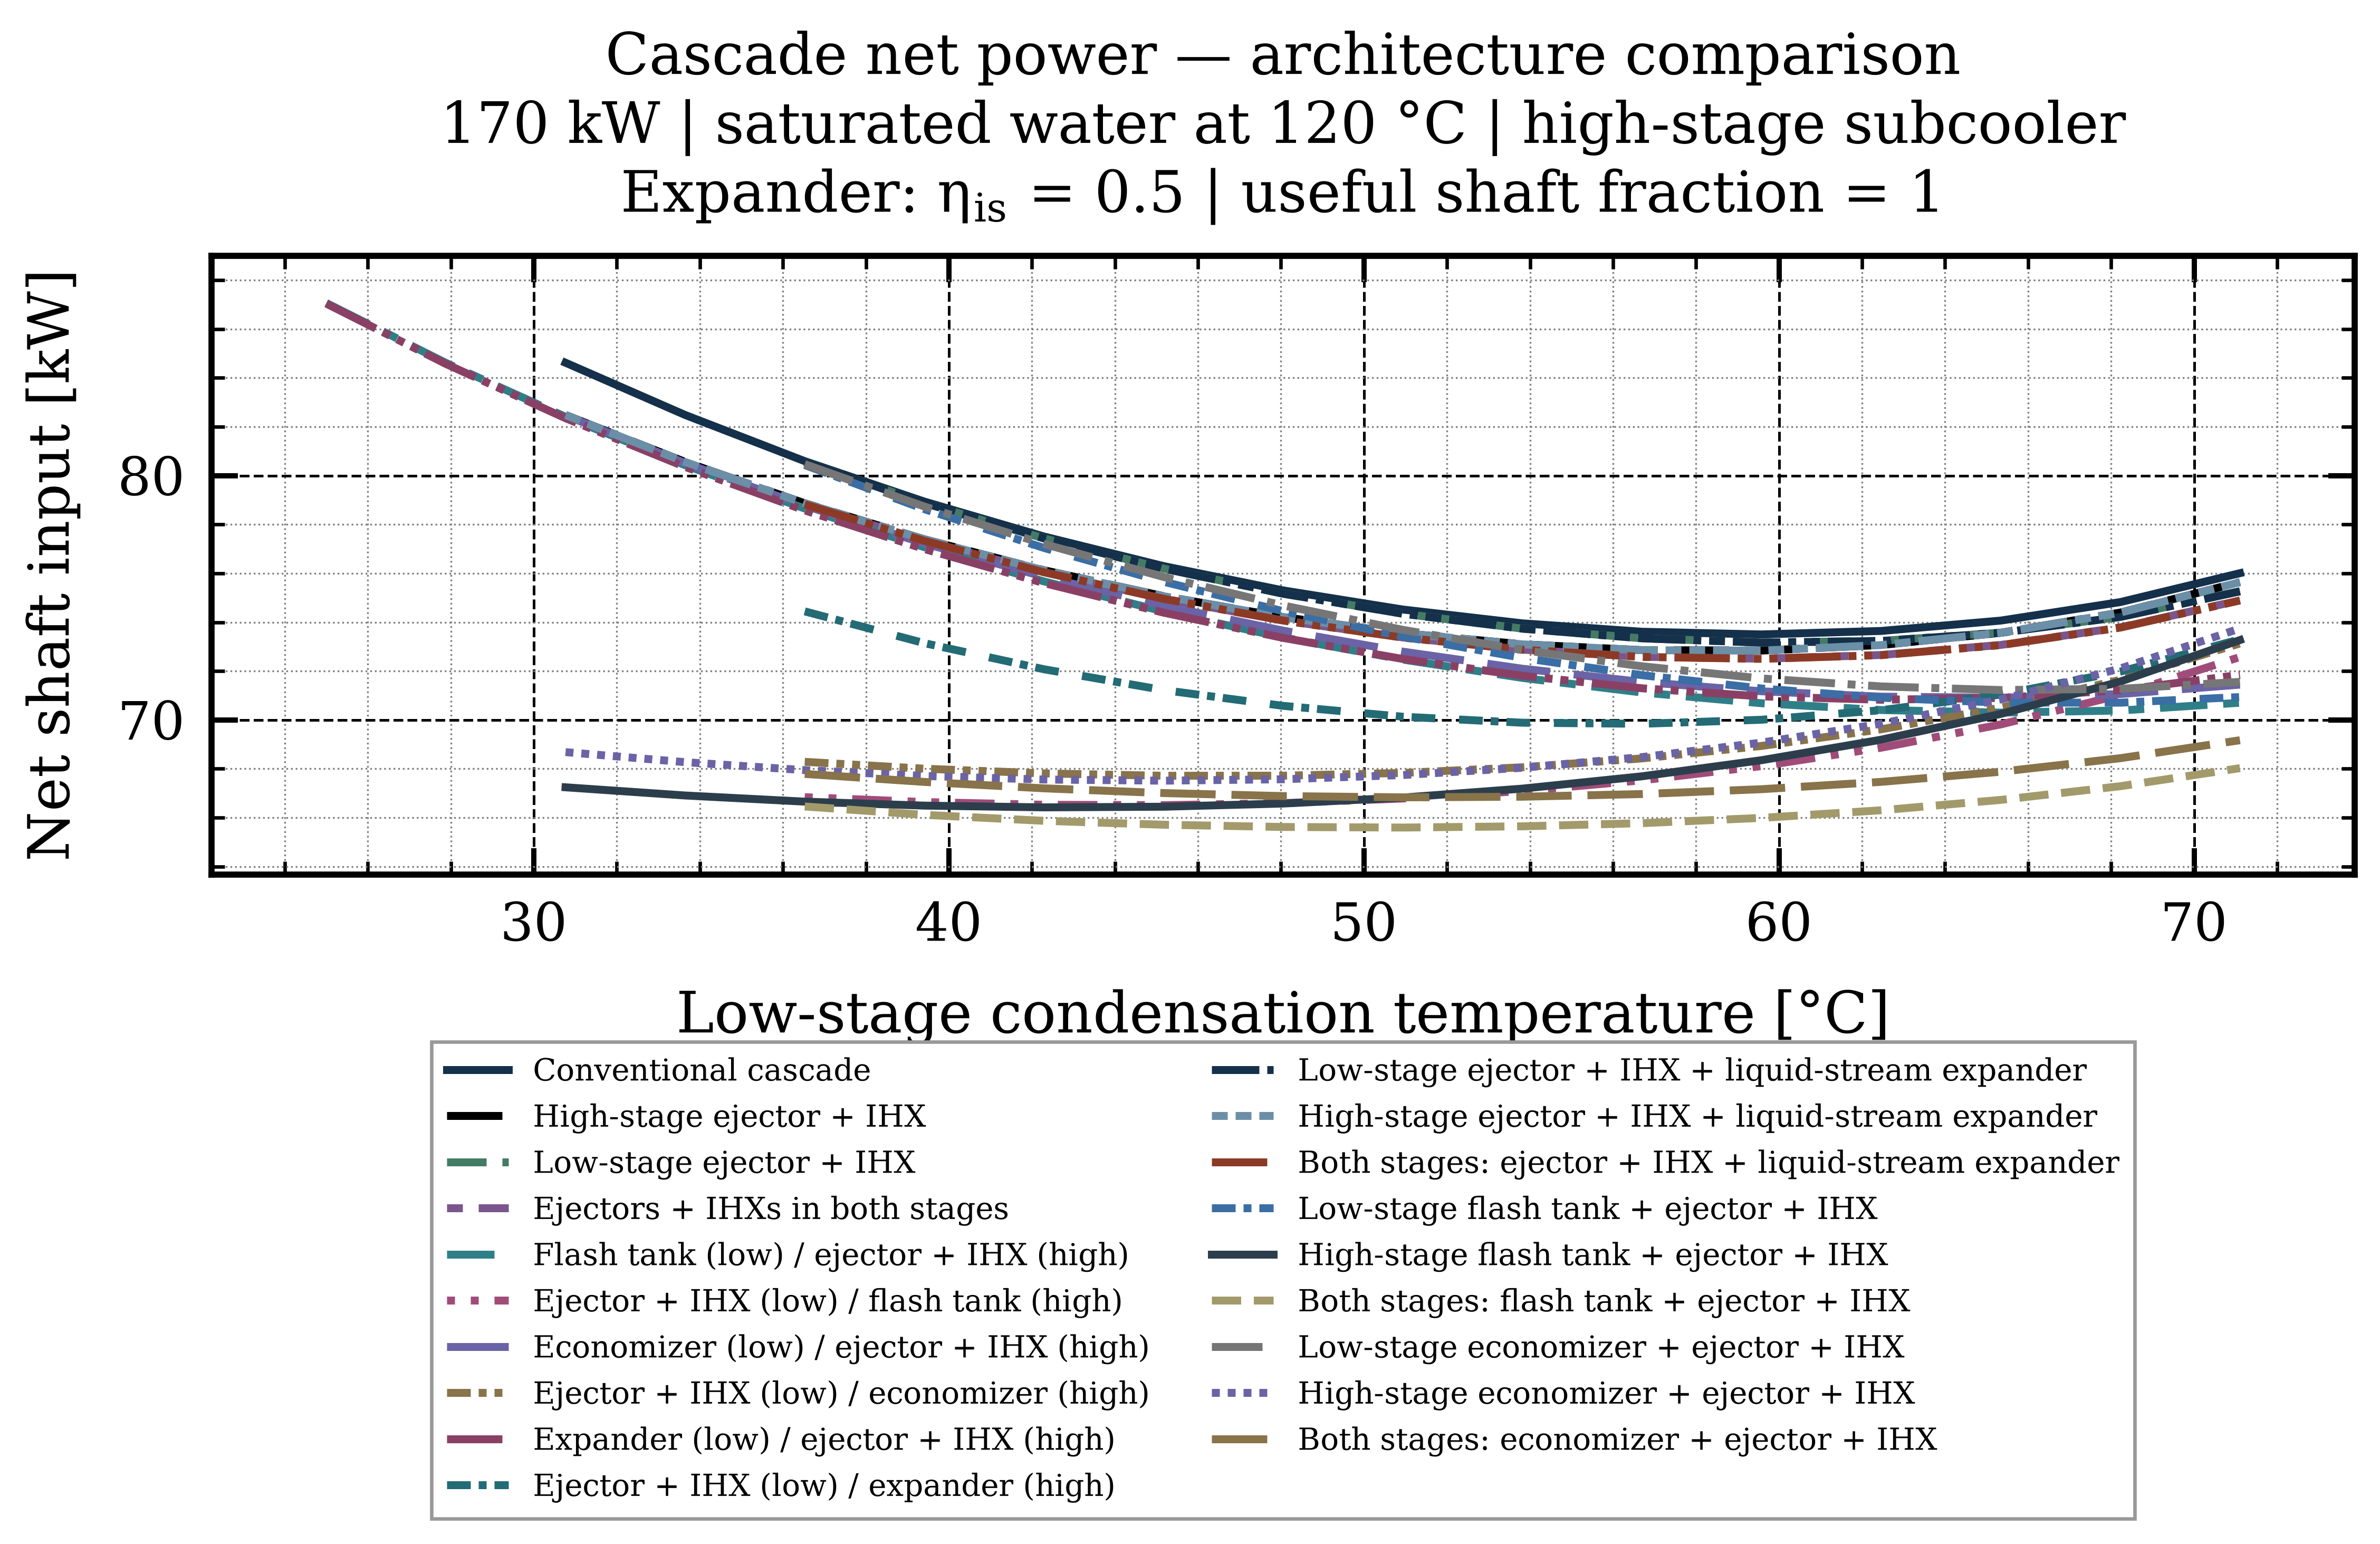 Cascade net power — architecture comparison
170 kW | saturated water at 120 °C | high-stage subcooler
Expander: ηis = 0.5 | useful shaft fraction = 1
Net shaft input [kW]
80
70
30 40 50 60 70
Low-stage condensation temperature [°C]
Conventional cascade
High-stage ejector + IHX
Low-stage ejector + IHX
Ejectors + IHXs in both stages
Flash tank (low) / ejector + IHX (high)
Ejector + IHX (low) / flash tank (high)
Economizer (low) / ejector + IHX (high)
Ejector + IHX (low) / economizer (high)
Expander (low) / ejector + IHX (high)
Ejector + IHX (low) / expander (high)
Low-stage ejector + IHX + liquid-stream expander
High-stage ejector + IHX + liquid-stream expander
Both stages: ejector + IHX + liquid-stream expander
Low-stage flash tank + ejector + IHX
High-stage flash tank + ejector + IHX
Both stages: flash tank + ejector + IHX
Low-stage economizer + ejector + IHX
High-stage economizer + ejector + IHX
Both stages: economizer + ejector + IHX